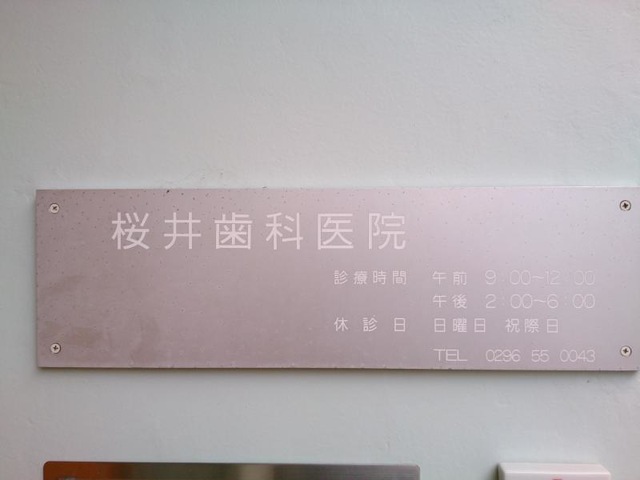 桜井歯科医院
診療時間 午前 9:00〜12:00
午後 2:00〜6:00
休診日 日曜日 祝際日
TEL 0296 55 0043